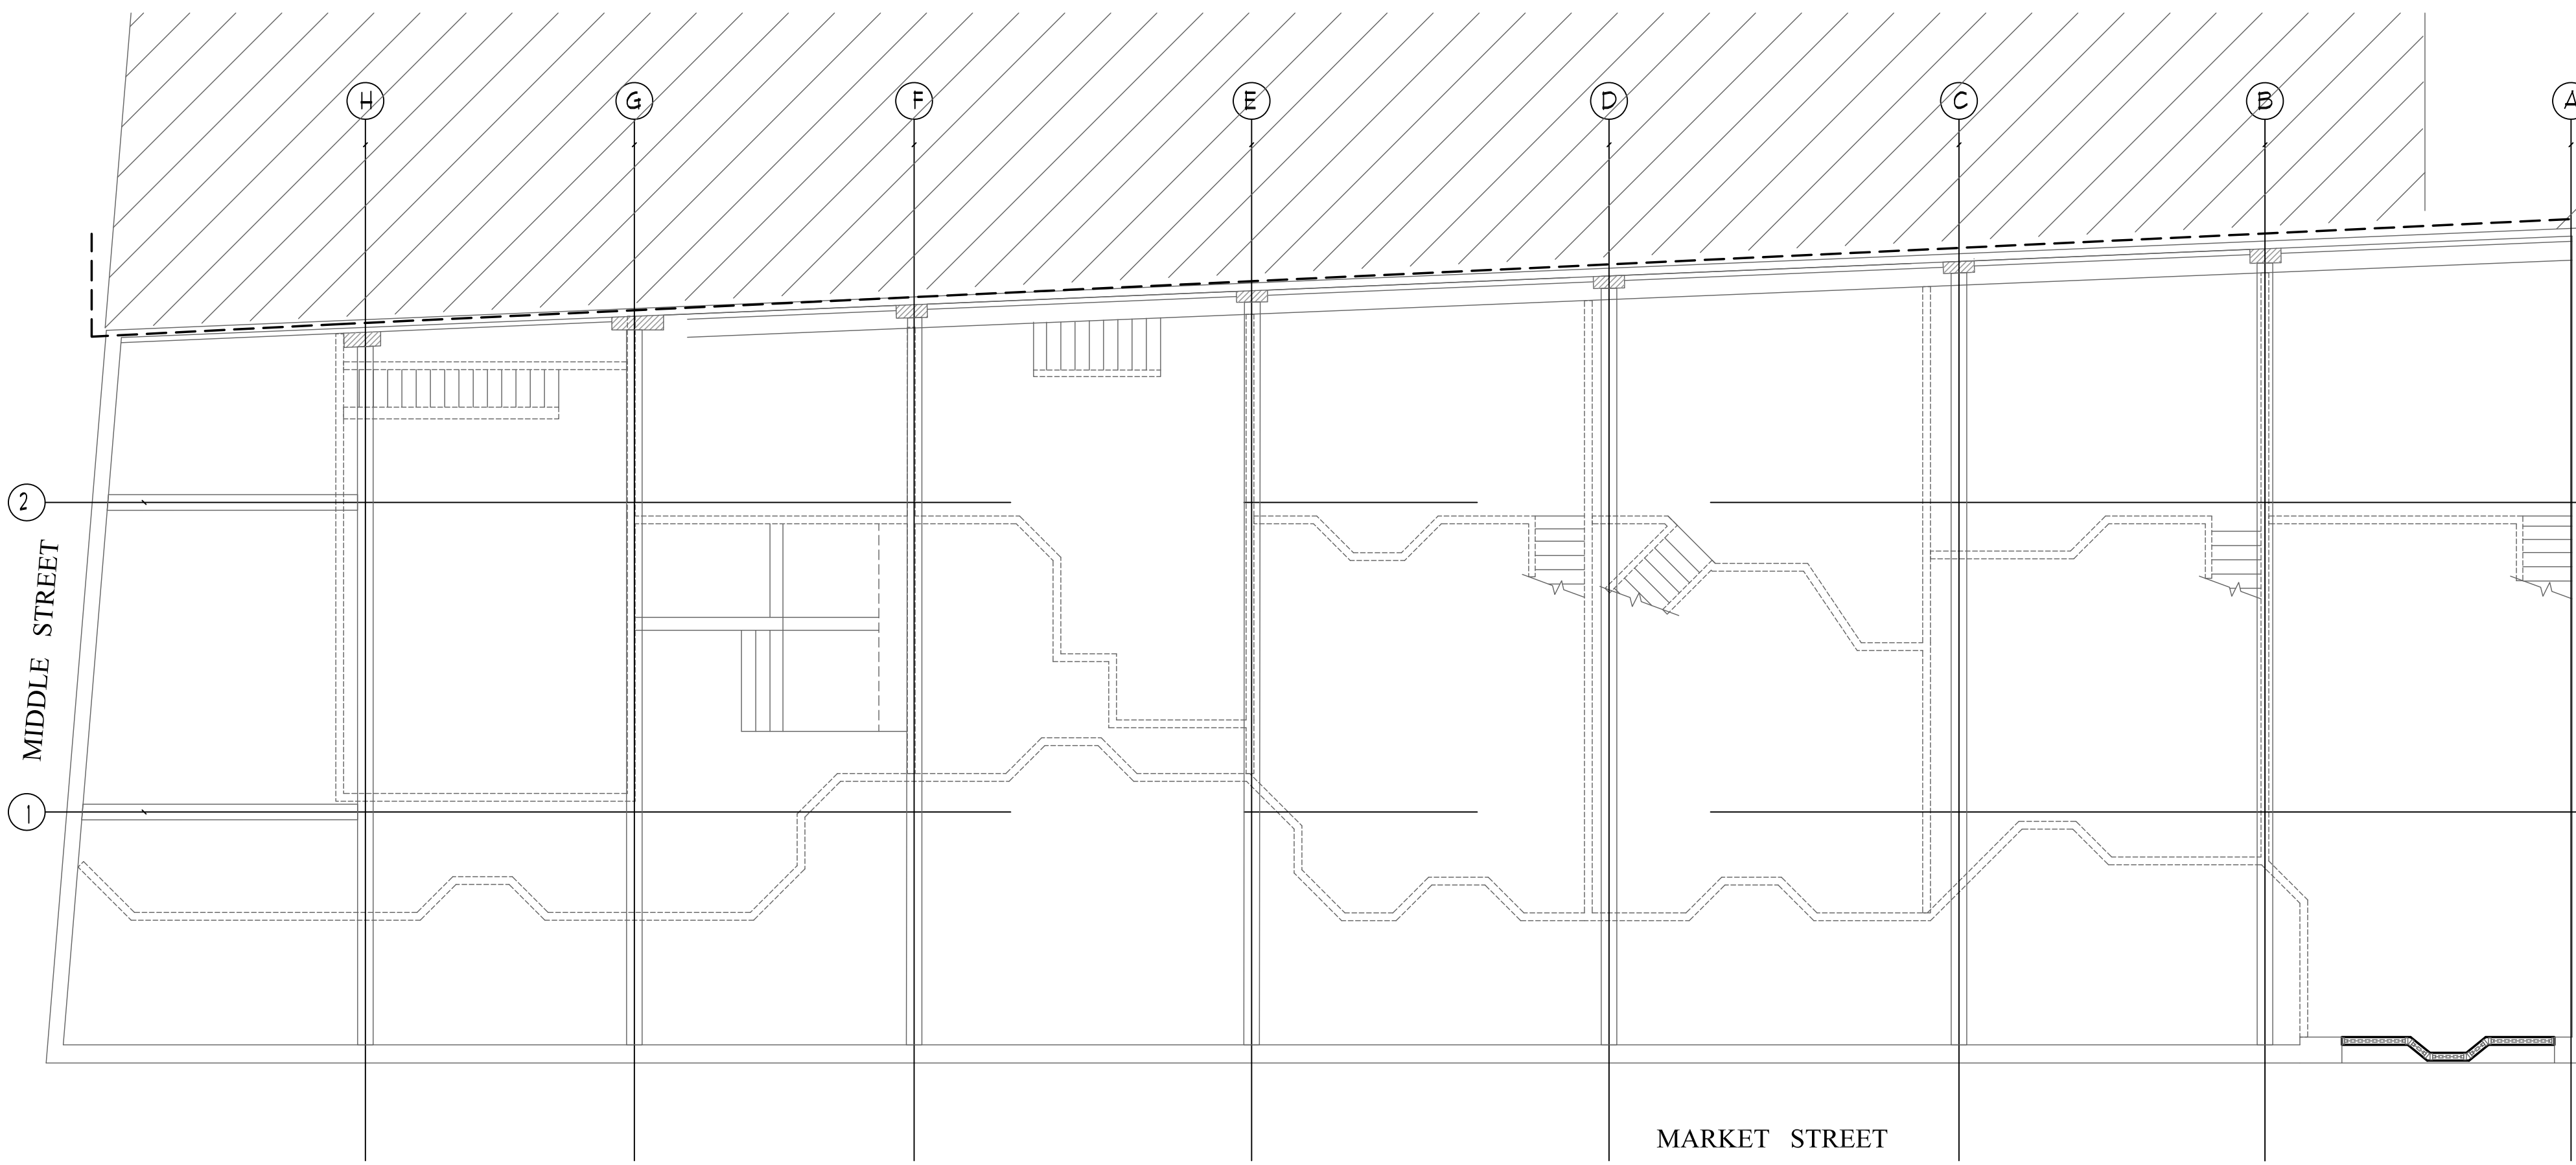 H G F E D C B A
2
MIDDLE STREET
1
MARKET STREET